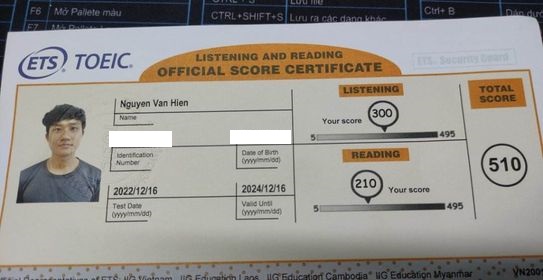 F6 Mở Paliete màu
CTRL+SHIFT+S
Lưu ra các dạng khác
Ctrl+ B
ETS TOEIC
LISTENING AND READING
OFFICIAL SCORE CERTIFICATE
ETS Security Guard
Nguyen Van Hien
Name
Identification
Number
Date of Birth
(yyyy/mm/dd)
2022/12/16
Test Date
(yyyy/mm/dd)
2024/12/16
Valid Until
(yyyy/mm/dd)
LISTENING
Your score
300
5
495
READING
210
Your score
5
495
TOTAL
SCORE
510
ETS, IIG Vietnam, IIG Education Laos, IIG Education Cambodia, IIG Education Myanmar